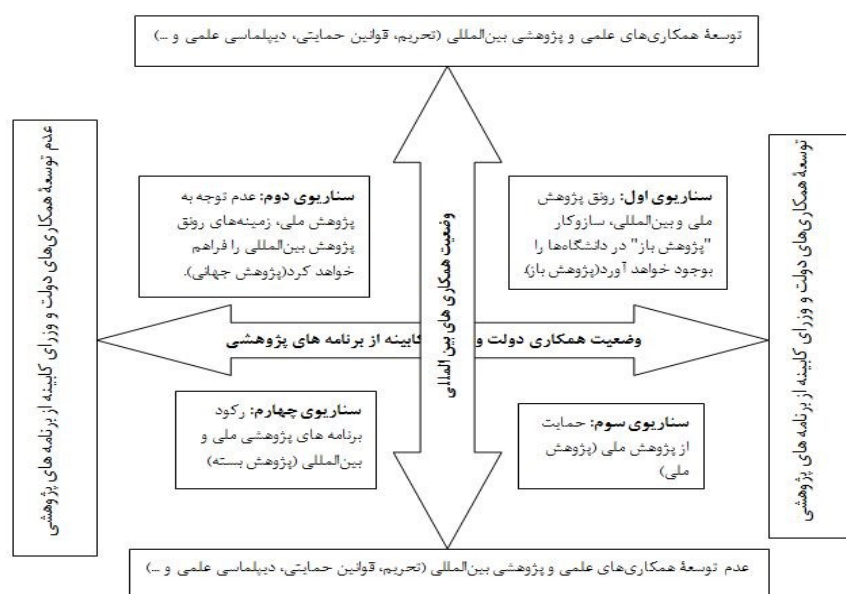 توسعهٔ همکاری‌های علمی و پژوهشی بین‌المللی (تحریم، قوانین حمایتی، دیپلماسی علمی و ...)
توسعهٔ همکاری‌های دولت و وزرای کابینه از برنامه های پژوهشی
سناریوی اول: رونق پژوهش
ملی و بین‌المللی، سازوکار
"پژوهش باز" در دانشگاه‌ها را
بوجود خواهد آورد(پژوهش باز).
سناریوی دوم: عدم توجه به
پژوهش ملی، زمینه‌های رونق
پژوهش بین‌المللی را فراهم
خواهد کرد(پژوهش جهانی).
عدم توسعهٔ همکاری‌های دولت و وزرای کابینه از برنامه های پژوهشی
وضعیت همکاری های بین المللی
وضعیت همکاری دولت و کابینه از برنامه های پژوهشی
سناریوی سوم: حمایت
از پژوهش ملی (پژوهش
ملی)
سناریوی چهارم: رکود
برنامه های پژوهشی ملی و
بین‌المللی (پژوهش بسته)
عدم توسعهٔ همکاری‌های علمی و پژوهشی بین‌المللی (تحریم، قوانین حمایتی، دیپلماسی علمی و ...)